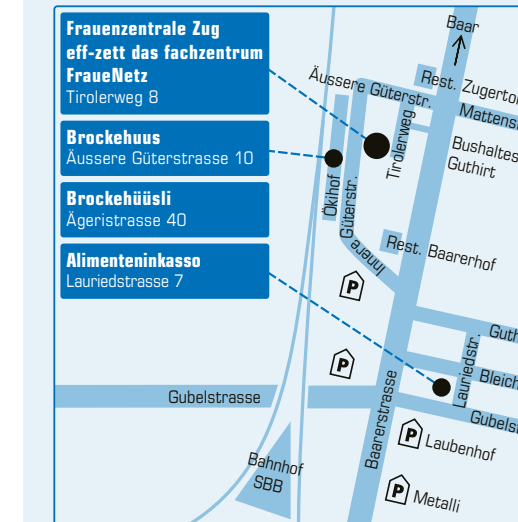 Frauenzentrale Zug
eff-zett das fachzentrum
FraueNetz
Tirolerweg 8
Brockehuus
Äussere Güterstrasse 10
Brockehüüsli
Ägeristrasse 40
Alimenteninkasso
Lauriedstrasse 7
Baar
Rest. Zugertor
Äussere Güterstr.
Mattenst
Tirolerweg
Bushaltes
Guthirt
Ökihof
Güterstr.
Innere
Rest. Baarerhof
P
Guth
Lauriedstr.
P
Bleich
Gubelstrasse
Baarerstrasse
Gubelst
P Laubenhof
Bahnhof
SBB
P Metalli